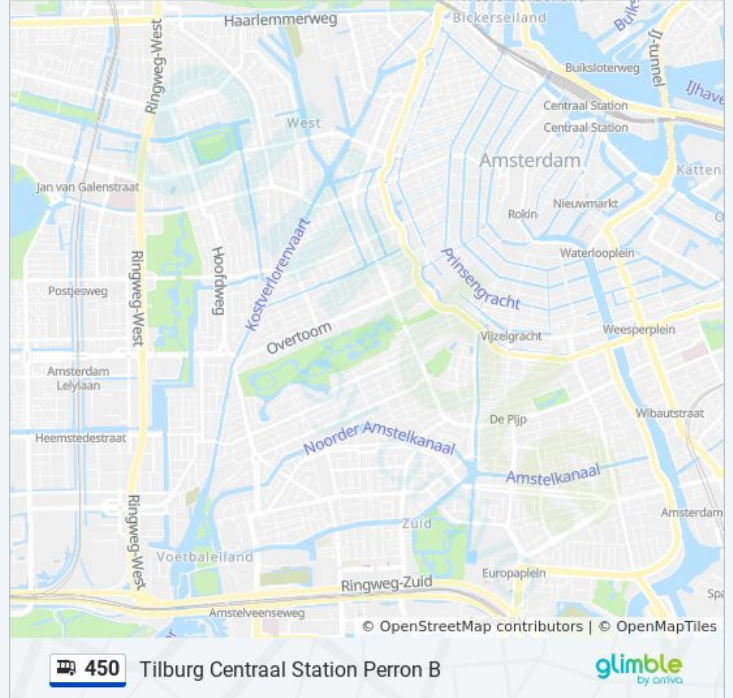 Haarlemmerweg
Bickerseiland
Ringweg-West
IJ-tunnel
Buiksloterweg
Centraal Station
Centraal Station
West
Amsterdam
Jan van Galenstraat
Rokin
Nieuwmarkt
Waterlooplein
Kostverlorenvaart
Hoofdweg
Ringweg-West
Postjesweg
Prinsengracht
Overtoom
Vijzelgracht
Weesperplein
Amsterdam
Lelylaan
De Pijp
Wibautstraat
Heemstedestraat
Noorder Amstelkanaal
Amstelkanaal
Ringweg-West
Zuid
Amsterdam
Voetbaleiland
Europaplein
Ringweg-Zuid
Amstelveenseweg
© OpenStreetMap contributors | © OpenMapTiles
450 Tilburg Centraal Station Perron B
glimble
by arriva